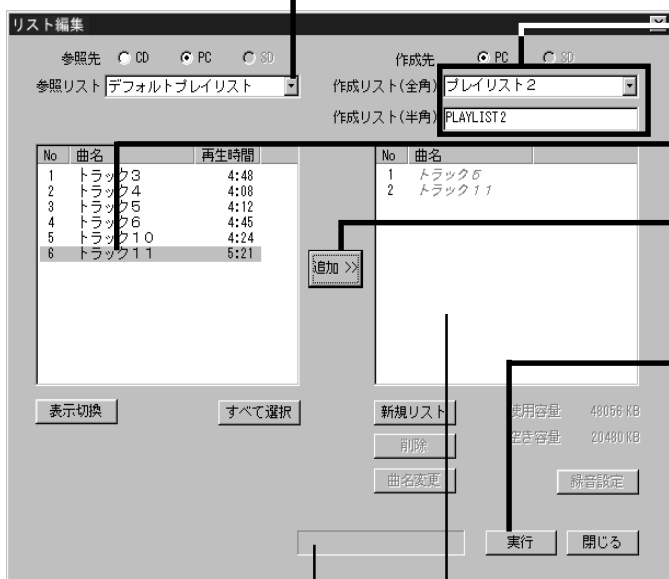 リスト編集
参照先 CD PC SD
作成先 PC SD
参照リスト デフォルトプレイリスト
作成リスト(全角) プレイリスト2
作成リスト(半角) PLAYLIST2
No 曲名 再生時間
1 トラック3 4:48
2 トラック4 4:08
3 トラック5 4:12
4 トラック6 4:45
5 トラック10 4:24
6 トラック11 5:21
追加 >>
No 曲名
1 トラック6
2 トラック11
表示切換
すべて選択
新規リスト
使用容量 48056 KB
削除
空き容量 20480 KB
曲名変更
録音設定
実行
閉じる